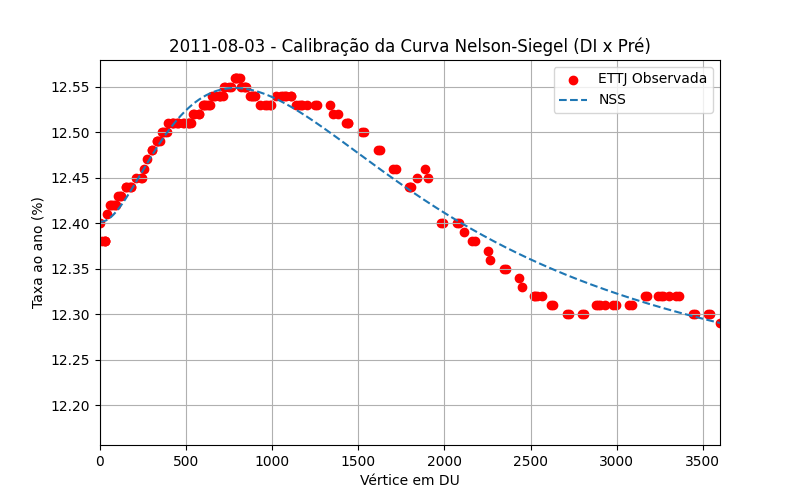 2011-08-03 - Calibração da Curva Nelson-Siegel (DI x Pré)
ETTJ Observada
NSS
Taxa ao ano (%)
12.55
12.50
12.45
12.40
12.35
12.30
12.25
12.20
0 500 1000 1500 2000 2500 3000 3500
Vértice em DU